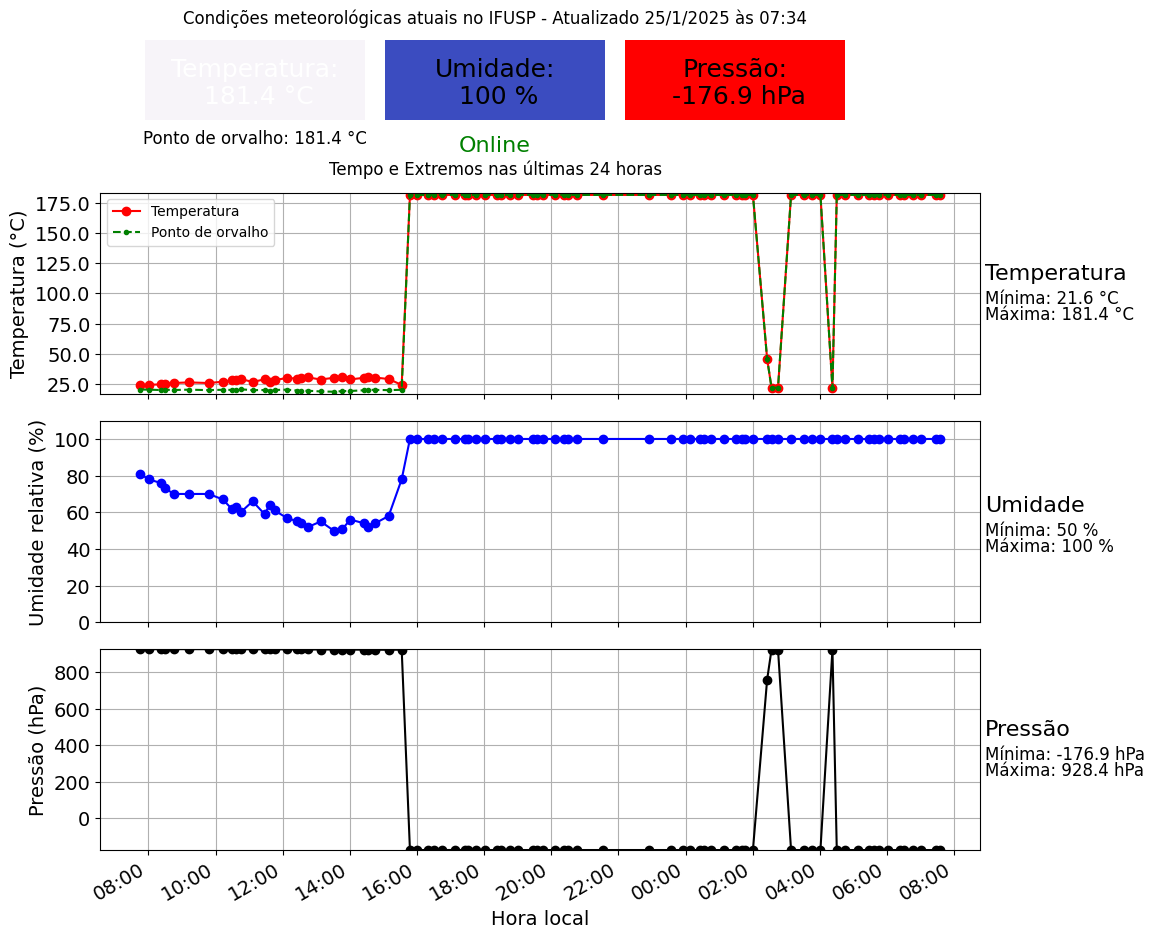 Condições meteorológicas atuais no IFUSP - Atualizado 25/1/2025 às 07:34
Temperatura:
181.4 °C
Umidade:
100 %
Pressão:
-176.9 hPa
Ponto de orvalho: 181.4 °C
Online
Tempo e Extremos nas últimas 24 horas
Temperatura (°C)
175.0
150.0
125.0
100.0
75.0
50.0
25.0
Temperatura
Ponto de orvalho
Temperatura
Mínima: 21.6 °C
Máxima: 181.4 °C
Umidade relativa (%)
100
80
60
40
20
0
Umidade
Mínima: 50 %
Máxima: 100 %
Pressão (hPa)
800
600
400
200
0
Pressão
Mínima: -176.9 hPa
Máxima: 928.4 hPa
08:00 10:00 12:00 14:00 16:00 18:00 20:00 22:00 00:00 02:00 04:00 06:00 08:00
Hora local